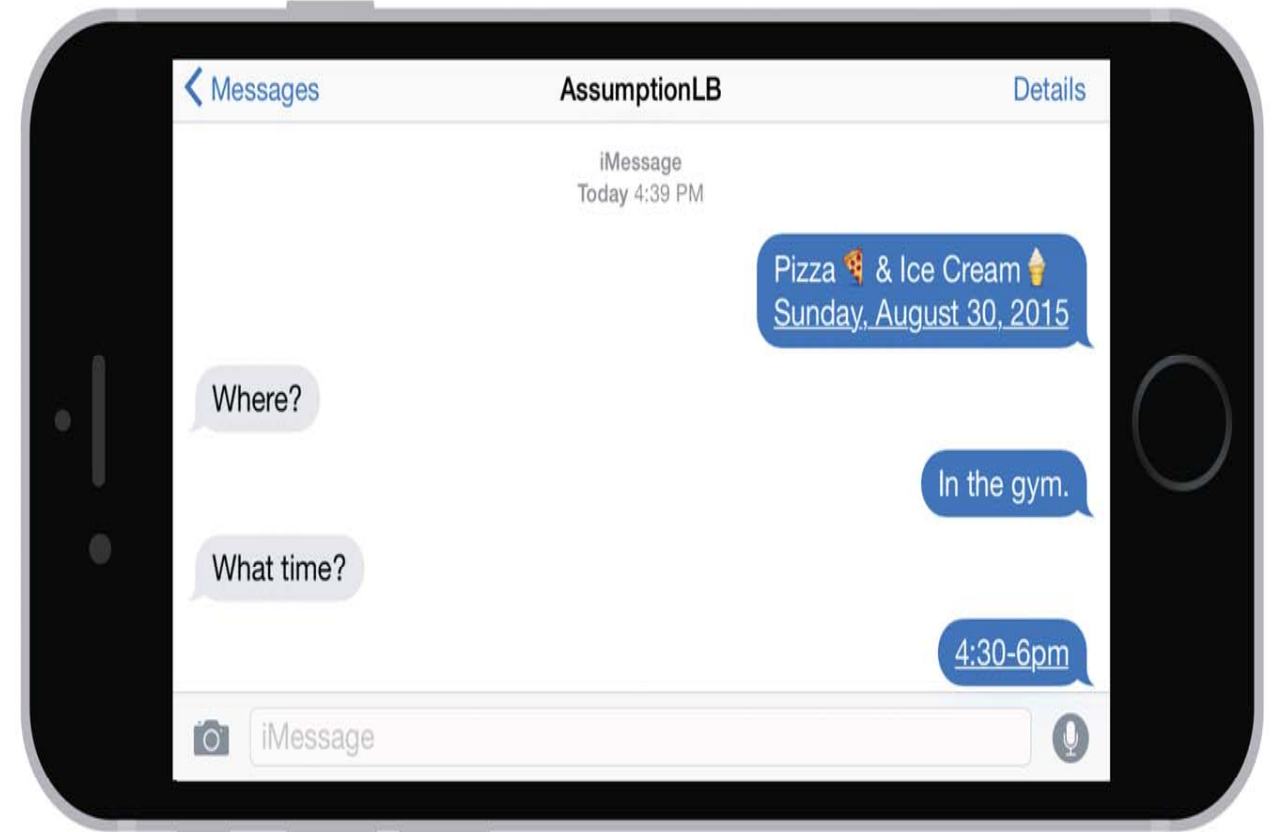 Messages
AssumptionLB
Details
iMessage
Today 4:39 PM
Pizza 🍕 & Ice Cream 🍦
Sunday, August 30, 2015
Where?
In the gym.
What time?
4:30-6pm
iMessage